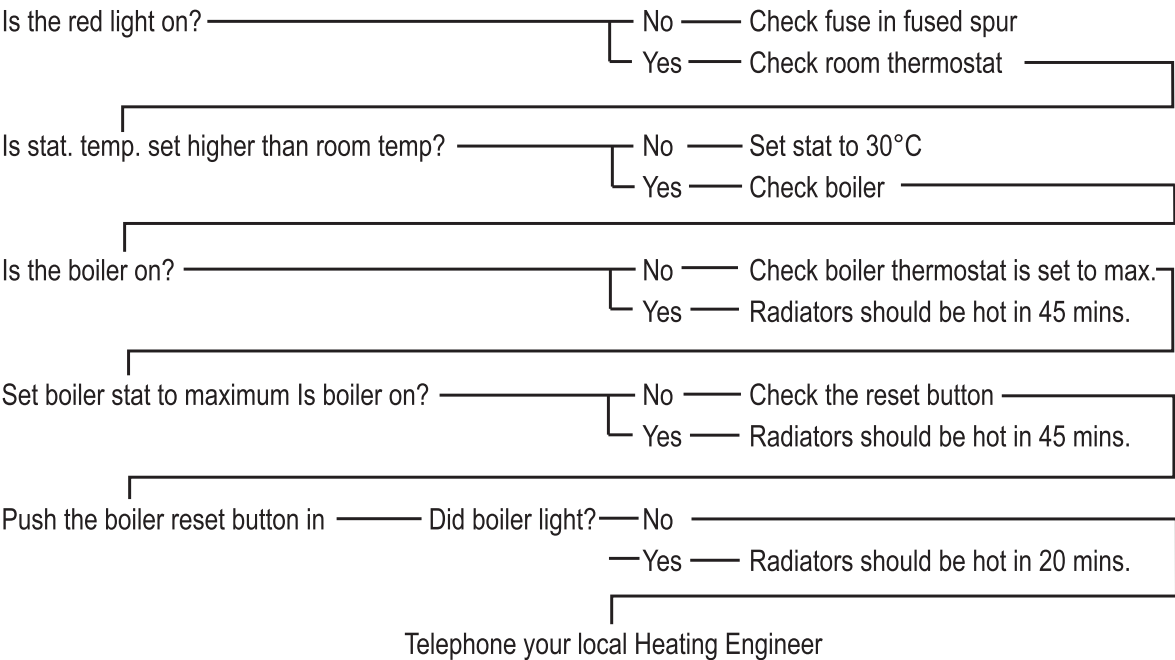 Is the red light on? No Check fuse in fused spur
Yes Check room thermostat
Is stat. temp. set higher than room temp? No Set stat to 30°C
Yes Check boiler
Is the boiler on? No Check boiler thermostat is set to max.
Yes Radiators should be hot in 45 mins.
Set boiler stat to maximum Is boiler on? No Check the reset button
Yes Radiators should be hot in 45 mins.
Push the boiler reset button in Did boiler light? No
Yes Radiators should be hot in 20 mins.
Telephone your local Heating Engineer